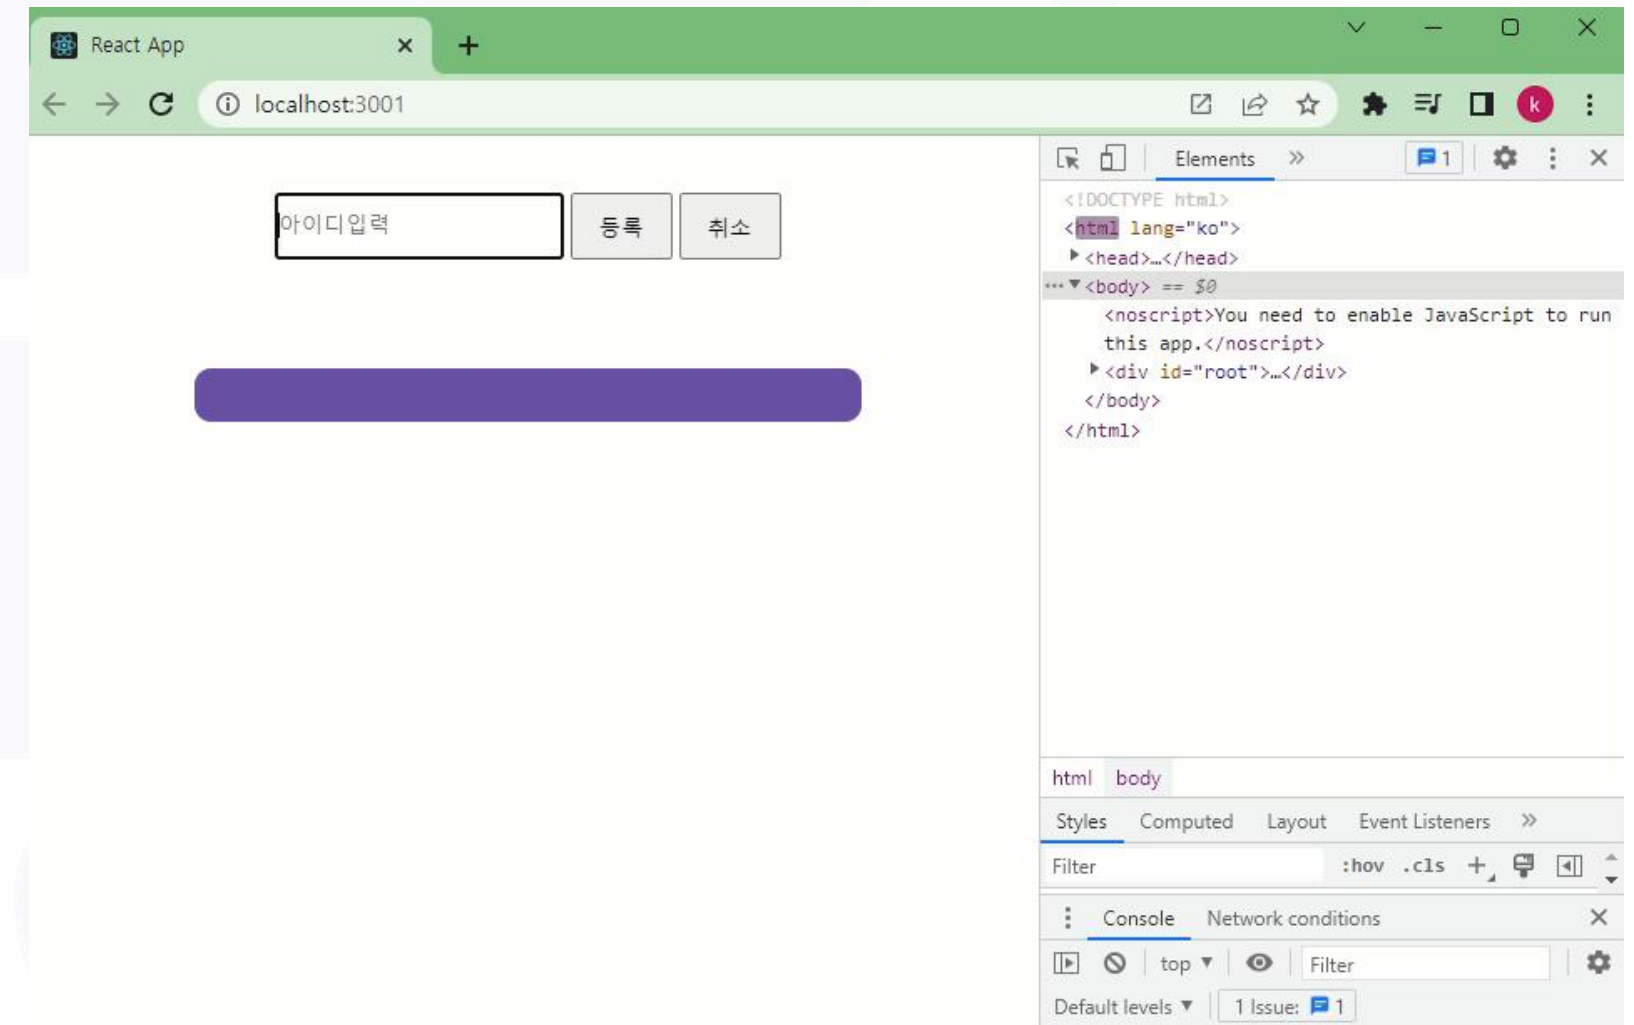 React App
localhost:3001
k
Elements
1
아이디입력
등록
취소
<!DOCTYPE html>
<html lang="ko">
<head>…</head>
<body> == $0
<noscript>You need to enable JavaScript to run
this app.</noscript>
<div id="root">…</div>
</body>
</html>
html body
Styles Computed Layout Event Listeners
Filter :hov .cls
Console Network conditions
top Filter
Default levels 1 Issue: 1